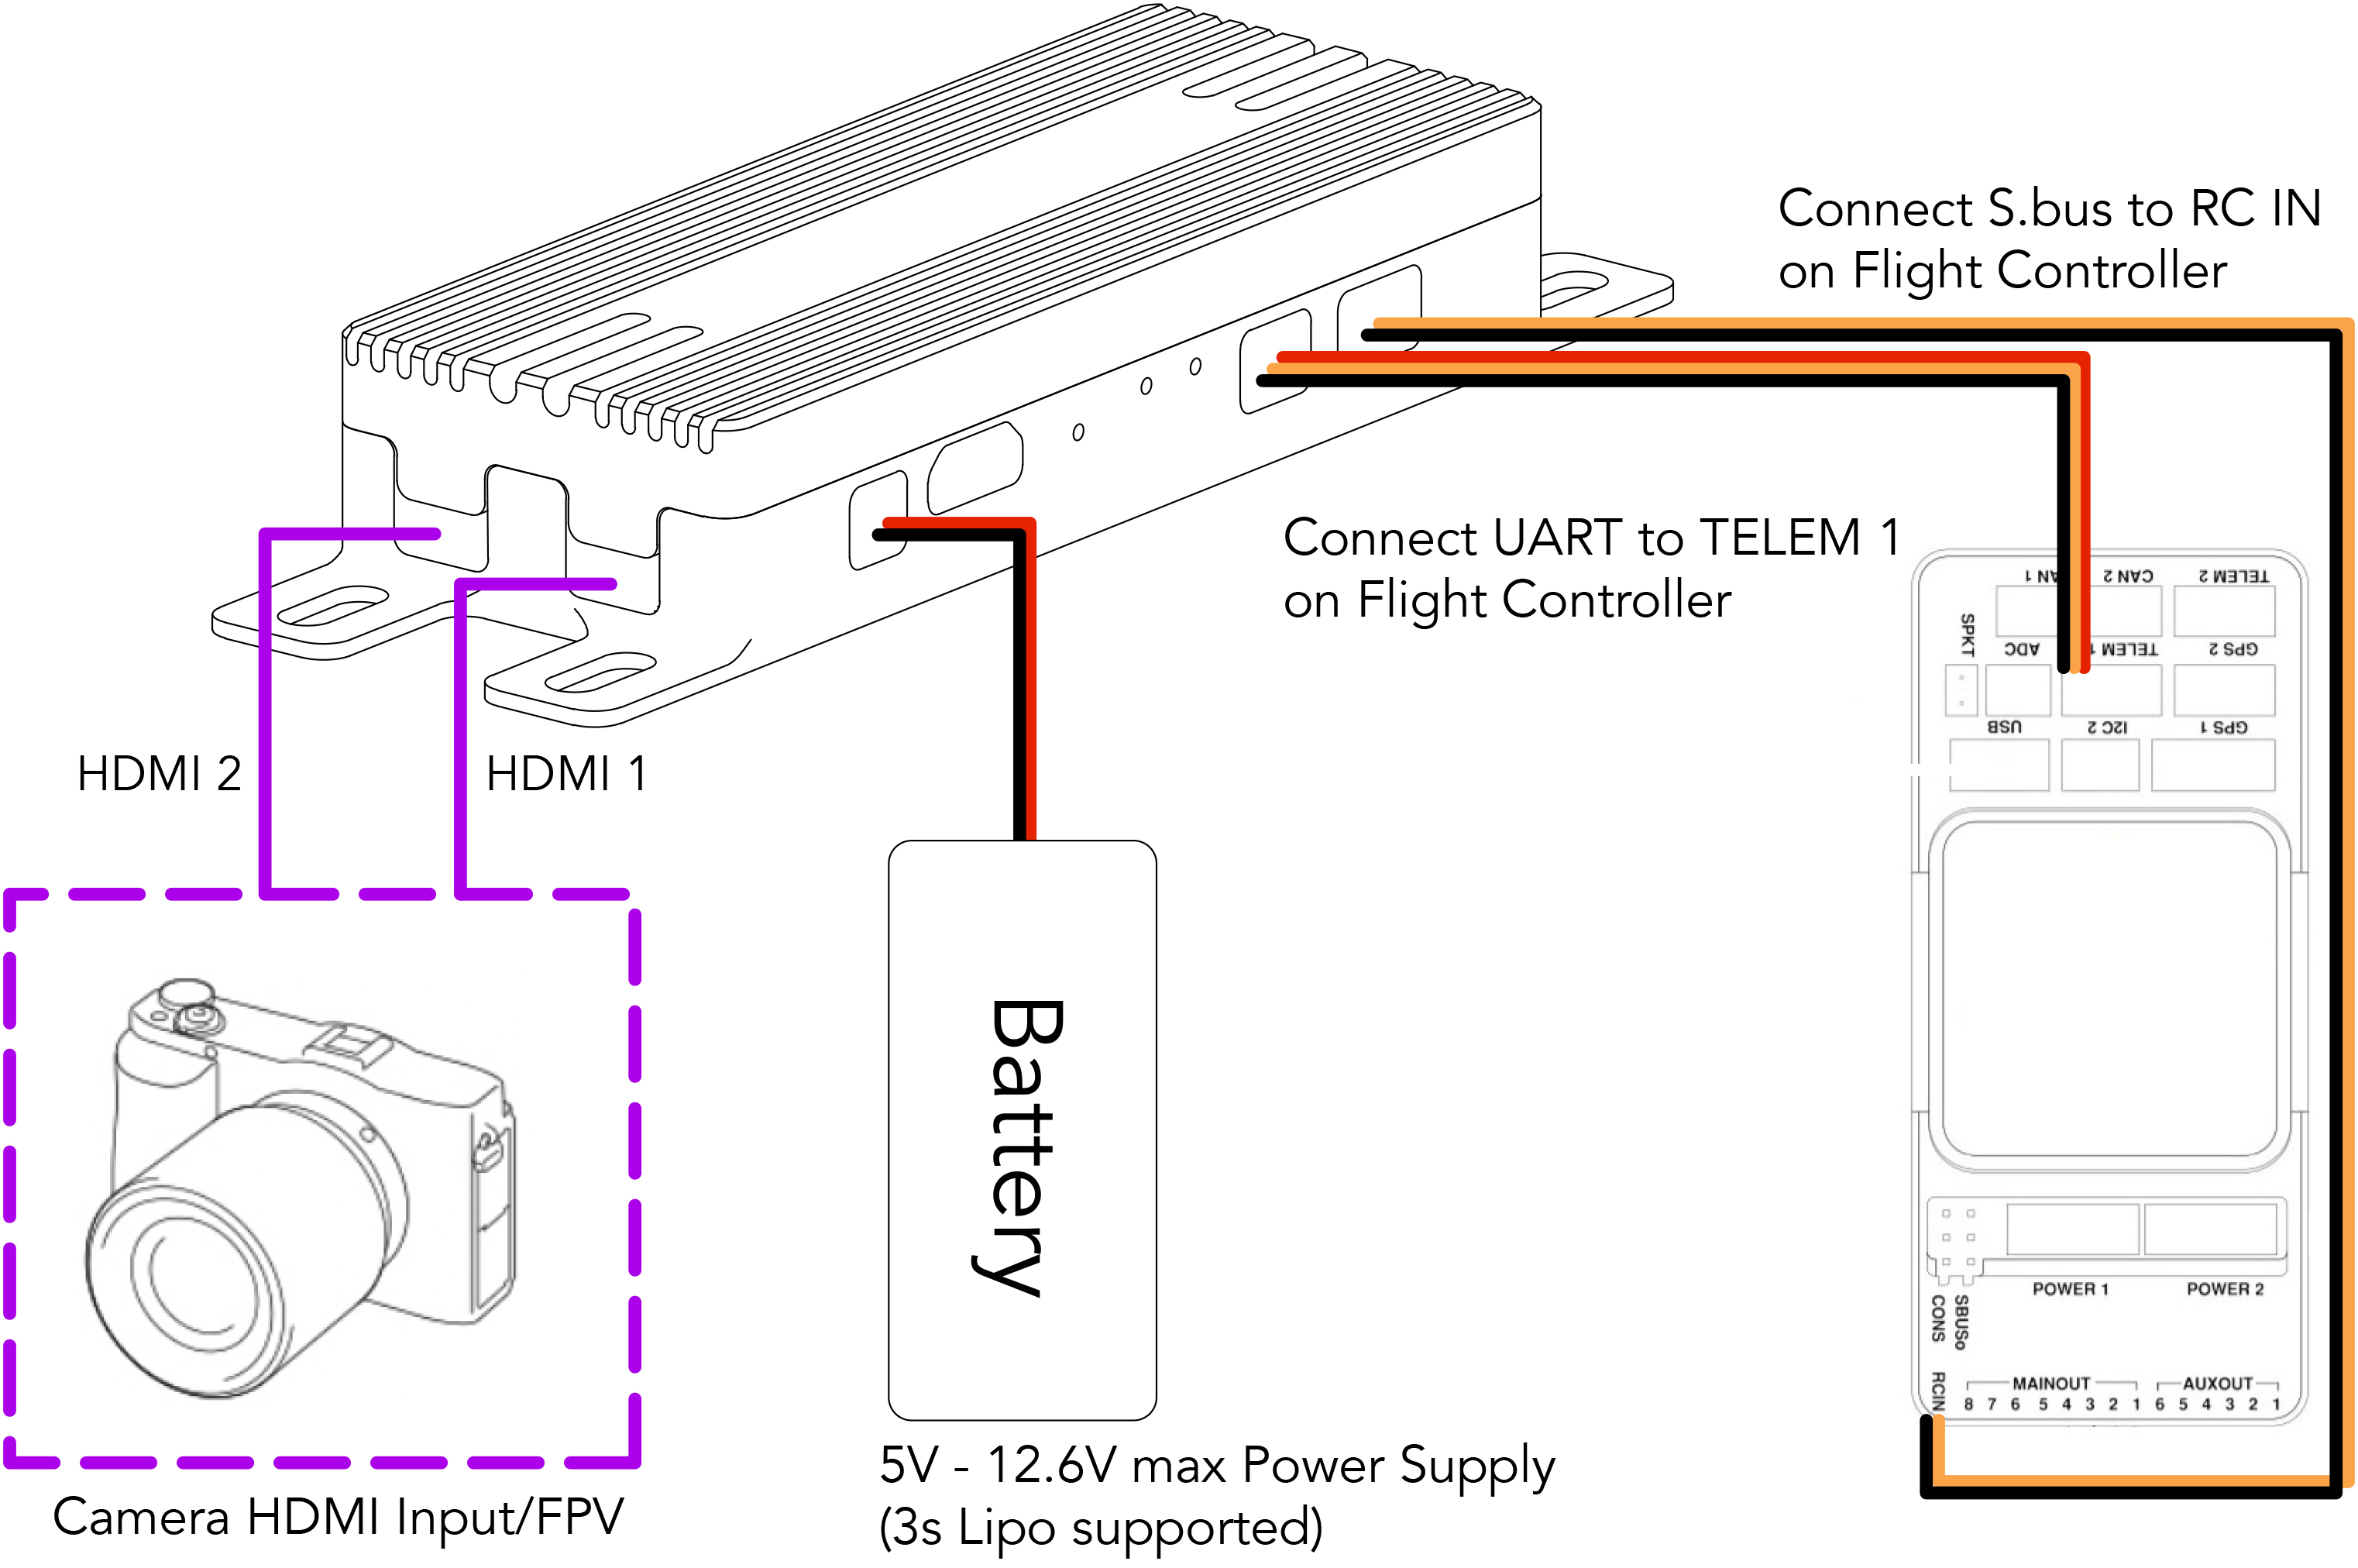 Connect S.bus to RC IN
on Flight Controller
Connect UART to TELEM 1
on Flight Controller
HDMI 2
HDMI 1
Battery
5V - 12.6V max Power Supply
(3s Lipo supported)
Camera HDMI Input/FPV
CAN 2
TELEM 2
SPKT
ADC
TELEM 1
GPS 2
USB
I2C 2
GPS 1
POWER 1
POWER 2
CONS
SBUSo
RCIN
MAINOUT
AUXOUT
8 7 6 5 4 3 2 1
6 5 4 3 2 1